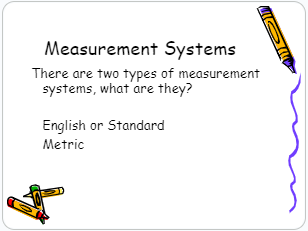 Measurement Systems
There are two types of measurement
systems, what are they?
English or Standard
Metric